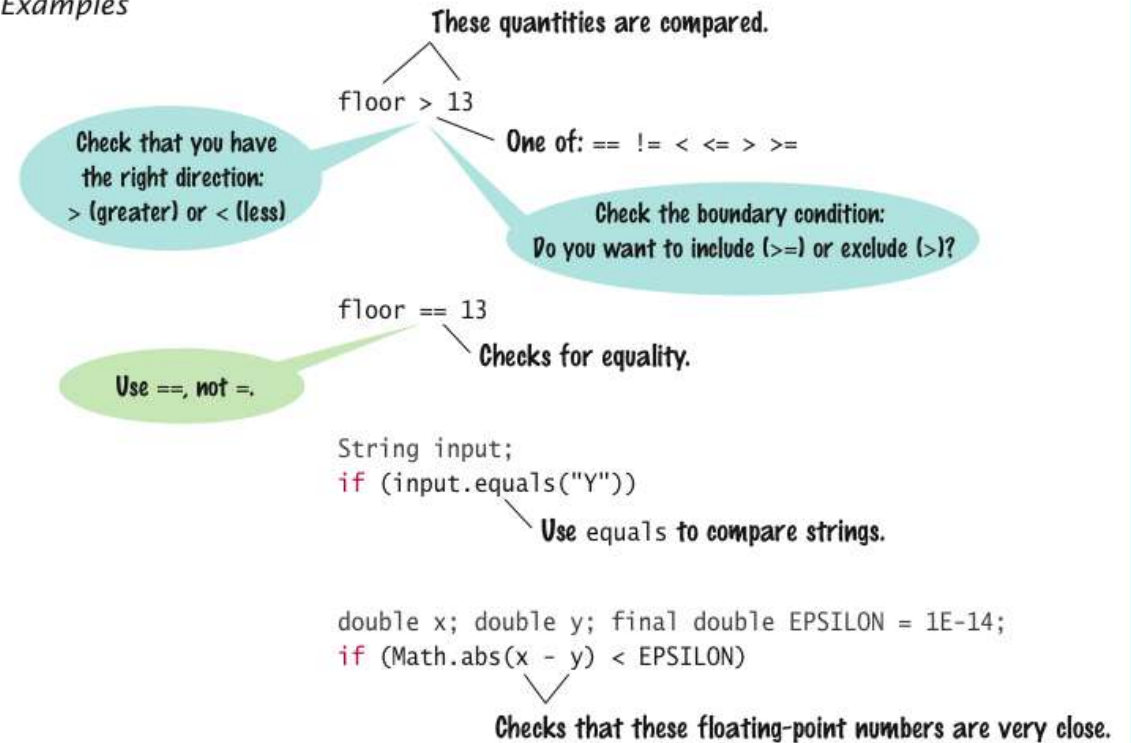 Examples
These quantities are compared.
floor > 13
Check that you have
the right direction:
> (greater) or < (less)
One of: == != < <= > >=
Check the boundary condition:
Do you want to include (>=) or exclude (>)?
floor == 13
Checks for equality.
Use ==, not =.
String input;
if (input.equals("Y"))
Use equals to compare strings.
double x; double y; final double EPSILON = 1E-14;
if (Math.abs(x - y) < EPSILON)
Checks that these floating-point numbers are very close.